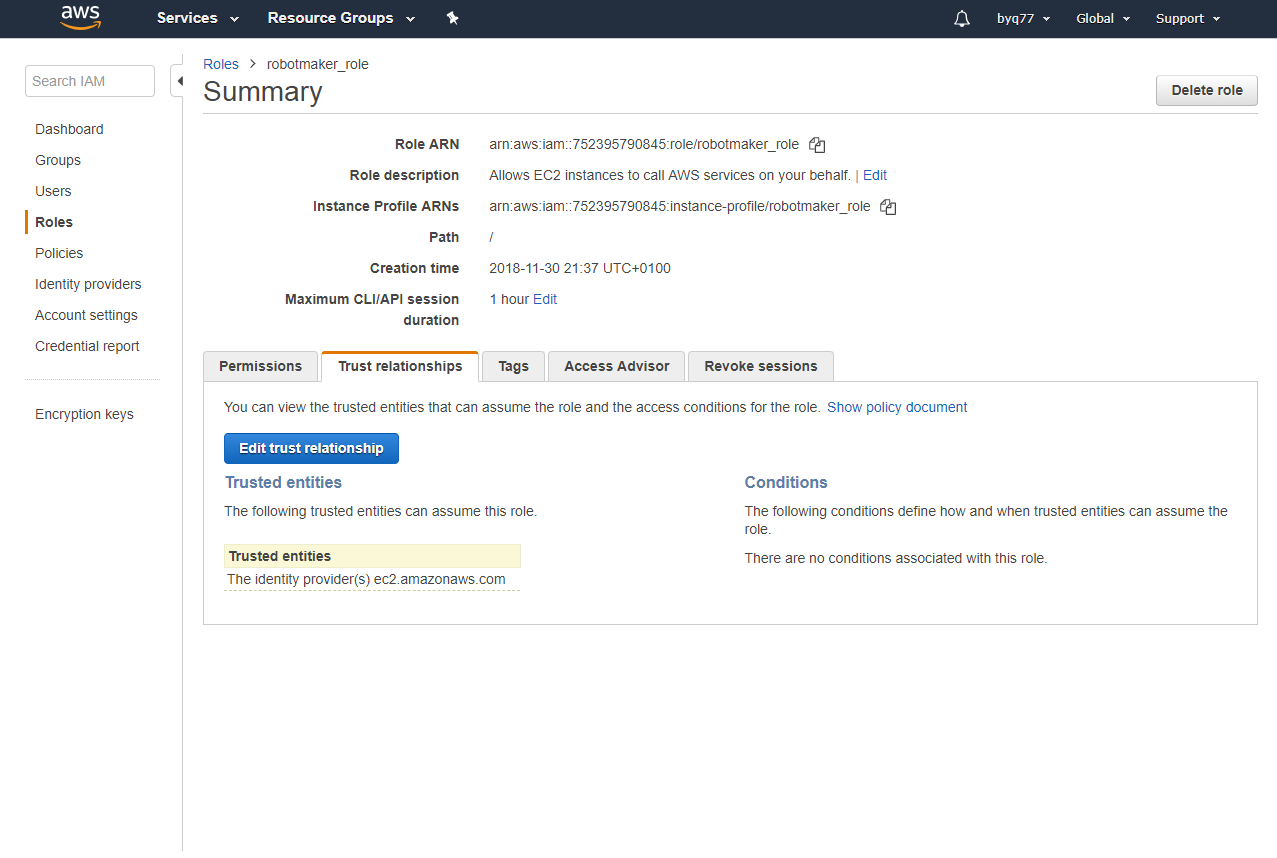 aws
Services
Resource Groups
byq77
Global
Support
Search IAM
Dashboard
Groups
Users
Roles
Policies
Identity providers
Account settings
Credential report
Encryption keys
Roles > robotmaker_role
Summary
Delete role
Role ARN arn:aws:iam::752395790845:role/robotmaker_role
Role description Allows EC2 instances to call AWS services on your behalf. | Edit
Instance Profile ARNs arn:aws:iam::752395790845:instance-profile/robotmaker_role
Path /
Creation time 2018-11-30 21:37 UTC+0100
Maximum CLI/API session 1 hour Edit
duration
Permissions
Trust relationships
Tags
Access Advisor
Revoke sessions
You can view the trusted entities that can assume the role and the access conditions for the role. Show policy document
Edit trust relationship
Trusted entities
The following trusted entities can assume this role.
Trusted entities
The identity provider(s) ec2.amazonaws.com
Conditions
The following conditions define how and when trusted entities can assume the
role.
There are no conditions associated with this role.